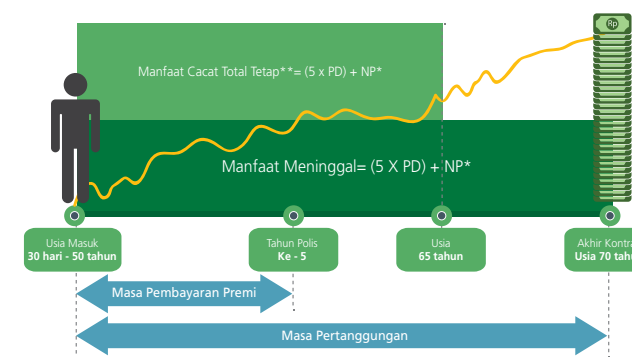 Rp
Manfaat Cacat Total Tetap**= (5 x PD) + NP*
Manfaat Meninggal= (5 X PD) + NP*
Usia Masuk
30 hari - 50 tahun
Tahun Polis
Ke - 5
Usia
65 tahun
Akhir
Usia 70
Masa Pembayaran Premi
Masa Pertanggungan